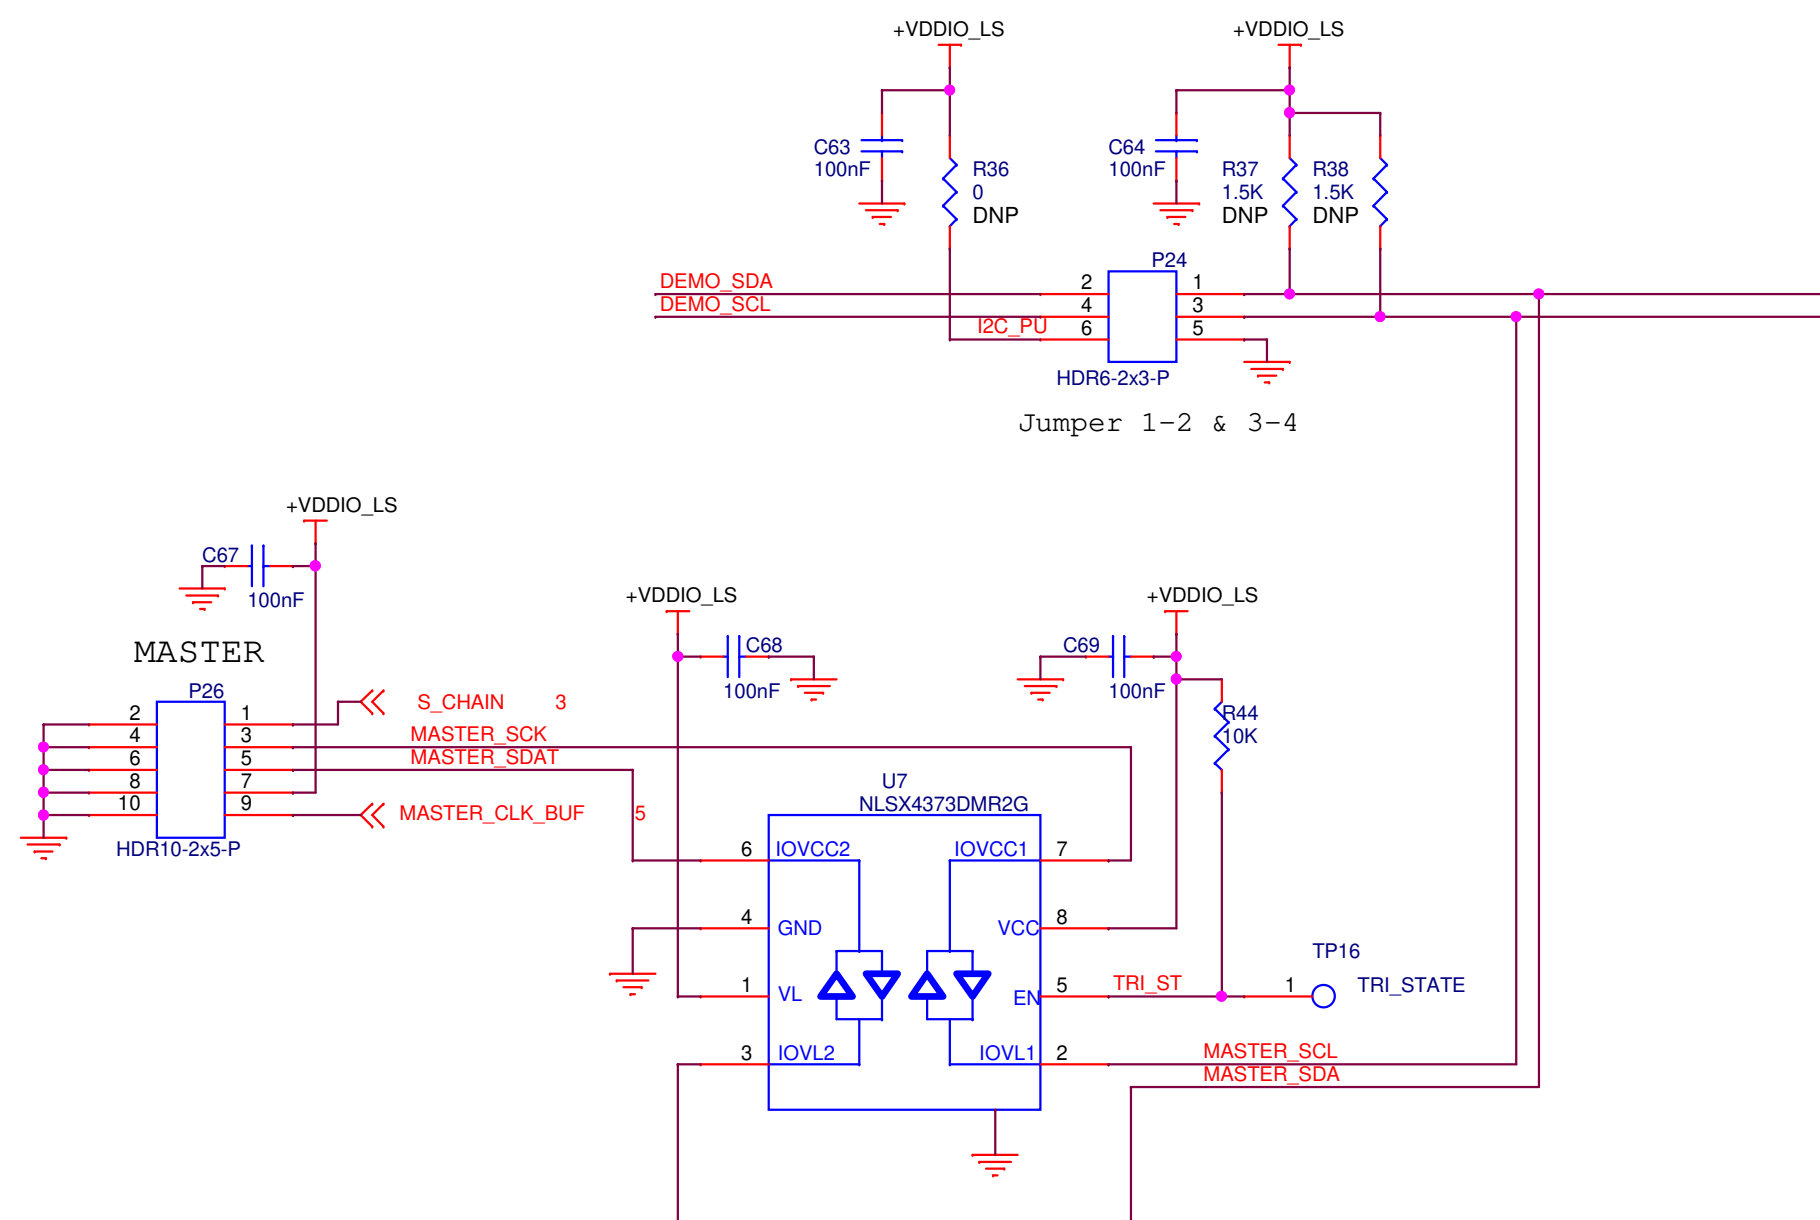 +VDDIO_LS
+VDDIO_LS
C63
100nF
R36
0
DNP
C64
100nF
R37
1.5K
DNP
R38
1.5K
DNP
P24
DEMO_SDA
2
1
DEMO_SCL
4
3
I2C_PU
6
5
HDR6-2x3-P
Jumper 1-2 & 3-4
+VDDIO_LS
C67
100nF
+VDDIO_LS
C68
100nF
+VDDIO_LS
C69
100nF
MASTER
P26
S_CHAIN 3
2
1
MASTER_SCK
4
3
MASTER_SDAT
6
5
8
7
10
9
MASTER_CLK_BUF 5
HDR10-2x5-P
R44
10K
U7
NLSX4373DMR2G
6
IOVCC2
IOVCC1
7
4
GND
VCC
8
TP16
1
VL
EN
5
TRI_ST
1
TRI_STATE
3
IOVL2
IOVL1
2
MASTER_SCL
MASTER_SDA